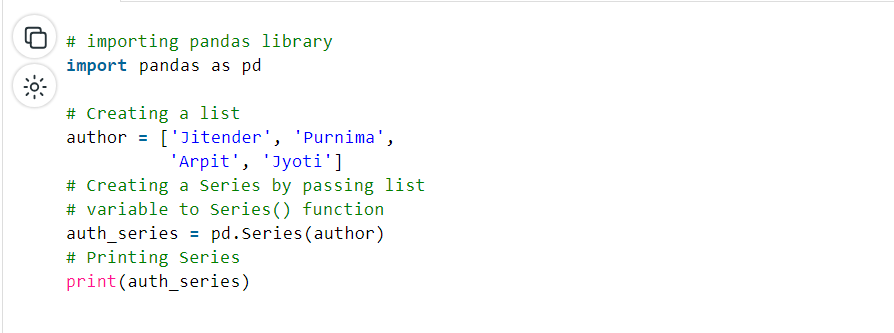 # importing pandas library
import pandas as pd
# Creating a list
author = ['Jitender', 'Purnima',
'Arpit', 'Jyoti']
# Creating a Series by passing list
# variable to Series() function
auth_series = pd.Series(author)
# Printing Series
print(auth_series)